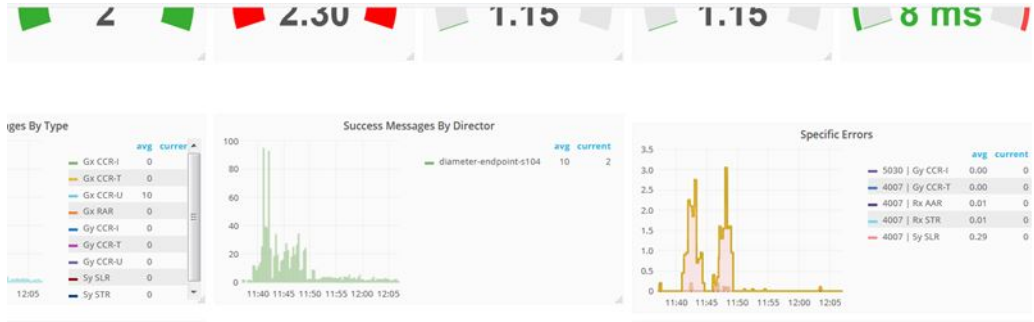 2
2.30
1.15
1.15
8 ms
ges By Type
avg curren
Gx CCR-I 0
Gx CCR-T 0
Gx CCR-U 10
Gx RAR 0
Gy CCR-I 0
Gy CCR-T 0
Gy CCR-U 0
Sy SLR 0
Sy STR 0
12:05
Success Messages By Director
100
80
60
40
20
0
11:40 11:45 11:50 11:55 12:00 12:05
avg current
diameter-endpoint-s104 10 2
Specific Errors
3.5
3.0
2.5
2.0
1.5
1.0
0.5
0
11:40 11:45 11:50 11:55 12:00 12:05
avg current
5030 | Gy CCR-I 0.00 0
4007 | Gy CCR-T 0.00 0
4007 | Rx AAR 0.01 0
4007 | Rx STR 0.01 0
4007 | Sy SLR 0.29 0